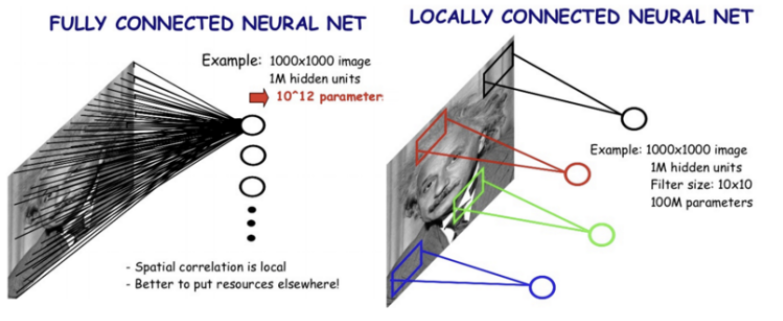 FULLY CONNECTED NEURAL NET
Example: 1000x1000 image
1M hidden units
10^12 parameters
- Spatial correlation is local
- Better to put resources elsewhere!
LOCALLY CONNECTED NEURAL NET
Example: 1000x1000 image
1M hidden units
Filter size: 10x10
100M parameters